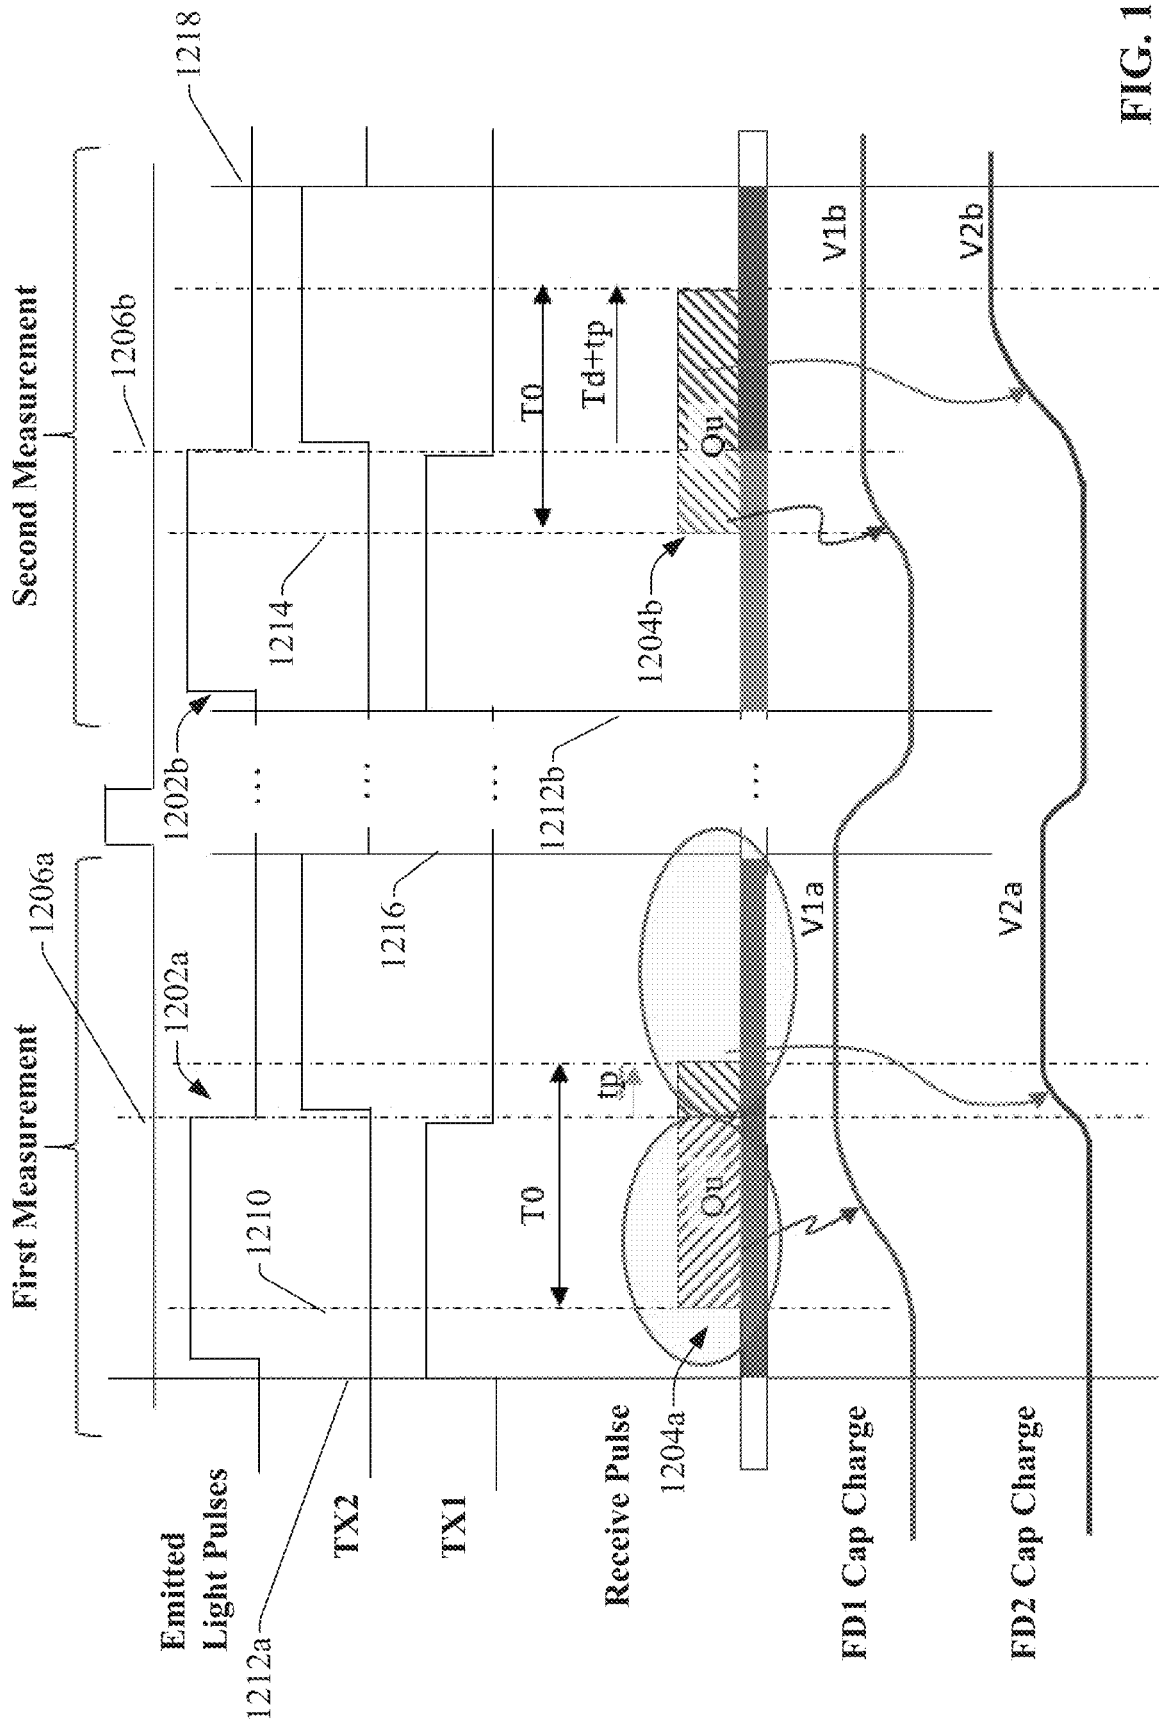 First Measurement
Second Measurement
1206a
1206b
1202a
1202b
1218
Emitted
Light Pulses
1212a
1210
1214
TX2
TX1
1216
1212b
T0
T0
tp
Td+tp
Receive Pulse
1204a
1204b
Qu
Qu
...
...
...
...
FD1 Cap Charge
V1a
V1b
FD2 Cap Charge
V2a
V2b
FIG. 1